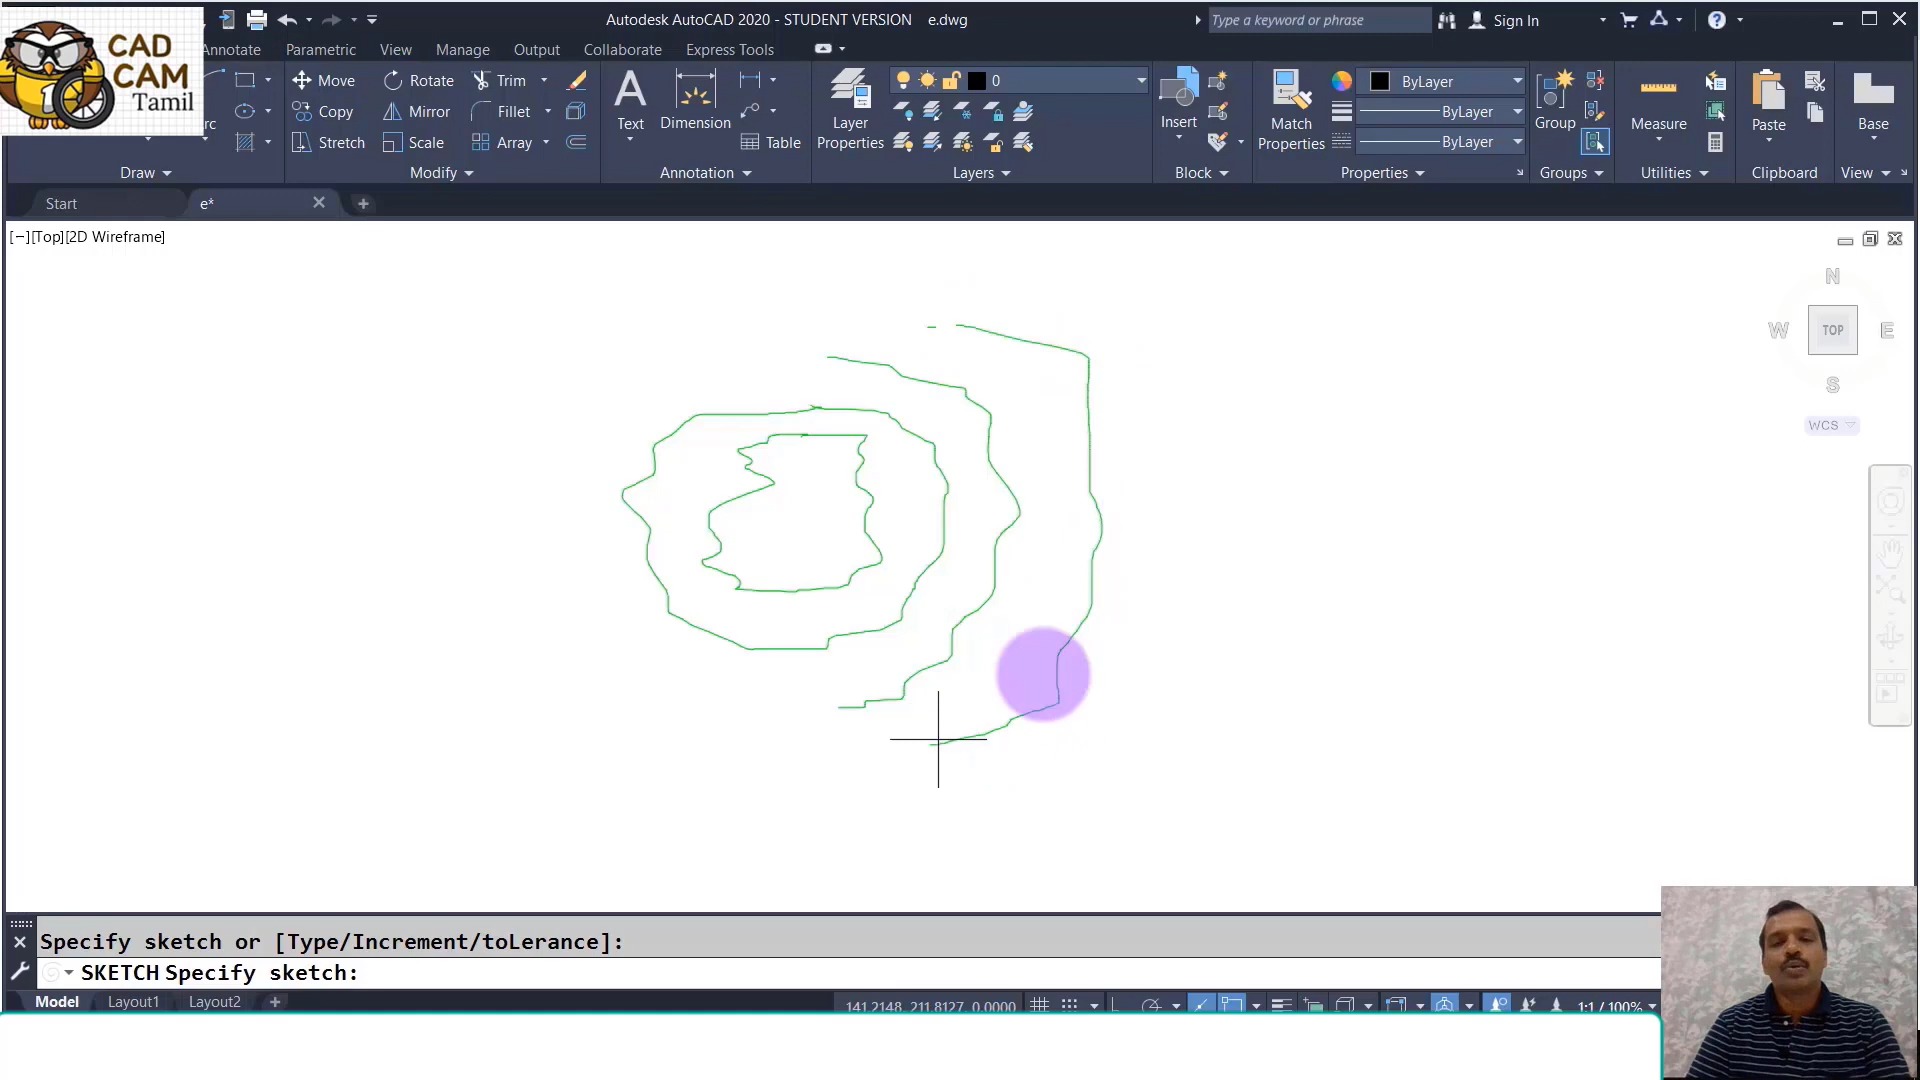 Autodesk AutoCAD 2020 - STUDENT VERSION e.dwg
Type a keyword or phrase
Sign In
CAD
CAM
Tamil
Annotate Parametric View Manage Output Collaborate Express Tools
Move Rotate Trim
Copy Mirror Fillet
Stretch Scale Array
Text Dimension Table
Layer
Properties
0
Insert
Match
Properties
ByLayer
ByLayer
ByLayer
Group
Measure
Paste
Base
Draw Modify Annotation Layers Block Properties Groups Utilities Clipboard View
Start e*
[−][Top][2D Wireframe]
N
W TOP E
S
WCS
Specify sketch or [Type/Increment/toLerance]:
SKETCH Specify sketch:
Model Layout1 Layout2
141.2148, 211.8127, 0.0000
1:1 / 100%